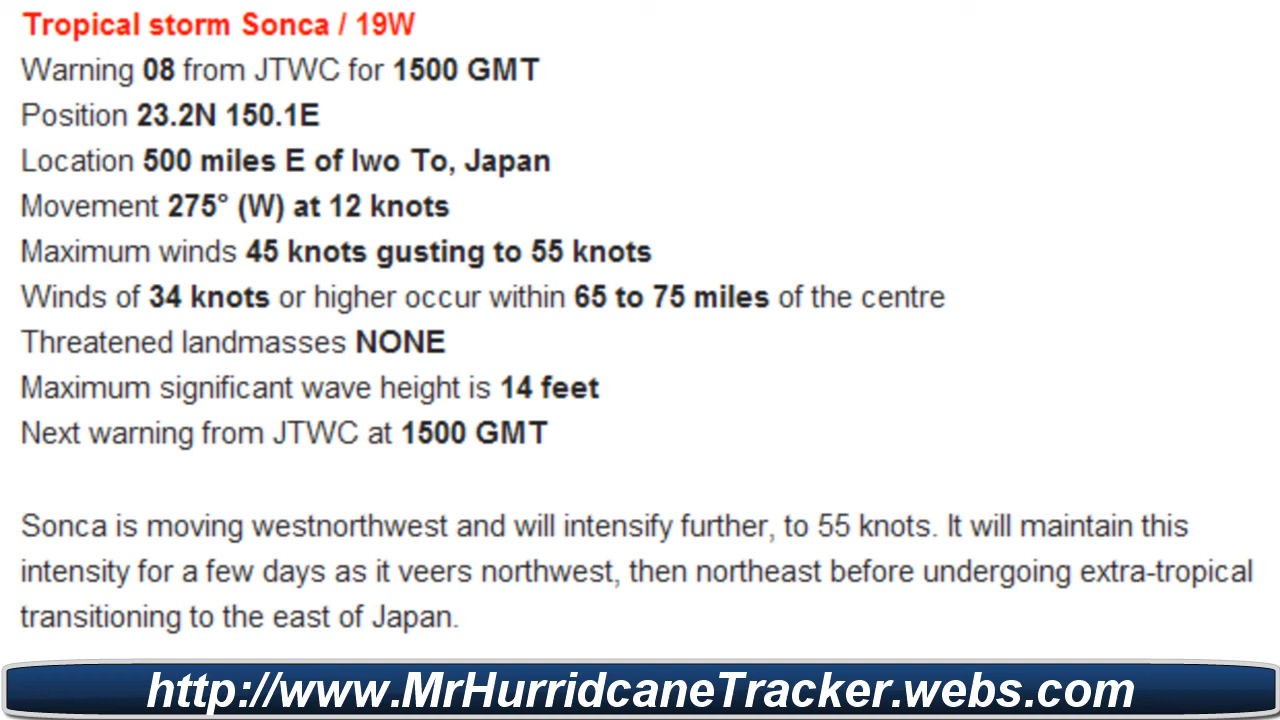 Tropical storm Sonca / 19W
Warning 08 from JTWC for 1500 GMT
Position 23.2N 150.1E
Location 500 miles E of Iwo To, Japan
Movement 275° (W) at 12 knots
Maximum winds 45 knots gusting to 55 knots
Winds of 34 knots or higher occur within 65 to 75 miles of the centre
Threatened landmasses NONE
Maximum significant wave height is 14 feet
Next warning from JTWC at 1500 GMT
Sonca is moving westnorthwest and will intensify further, to 55 knots. It will maintain this
intensity for a few days as it veers northwest, then northeast before undergoing extra-tropical
transitioning to the east of Japan.
http://www.MrHurridcaneTracker.webs.com